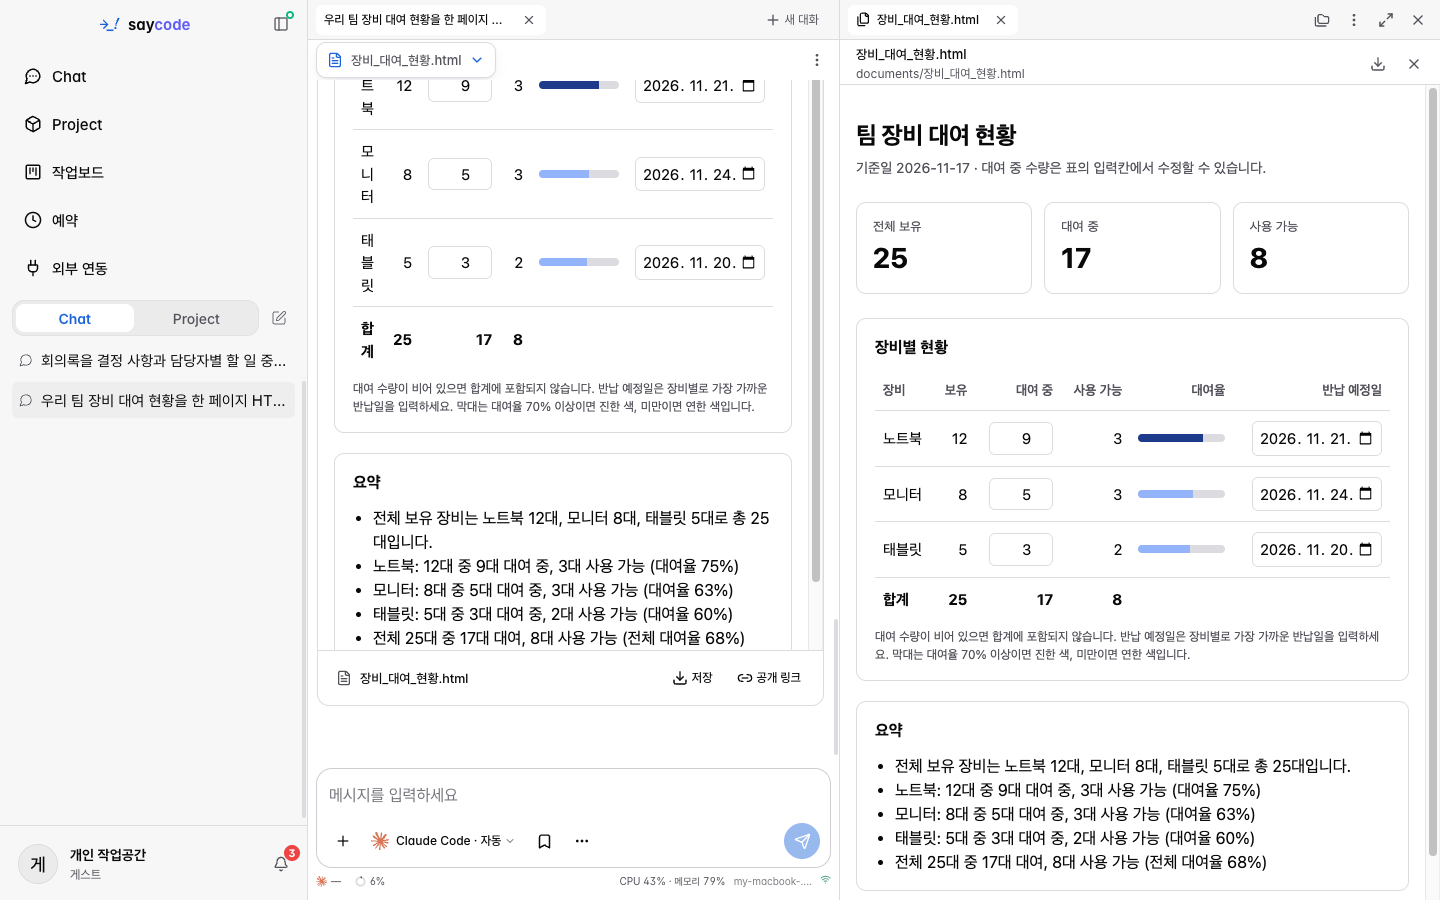 saycode
Chat
Project
작업보드
예약
외부 연동
Chat
Project
회의록을 결정 사항과 담당자별 할 일 중...
우리 팀 장비 대여 현황을 한 페이지 HT...
개인 작업공간
게스트
게
3
우리 팀 장비 대여 현황을 한 페이지 ...
새 대화
장비_대여_현황.html
트북 12 9 3 2026. 11. 21.
모니터 8 5 3 2026. 11. 24.
태블릿 5 3 2 2026. 11. 20.
합계 25 17 8
대여 수량이 비어 있으면 합계에 포함되지 않습니다. 반납 예정일은 장비별로 가장 가까운
반납일을 입력하세요. 막대는 대여율 70% 이상이면 진한 색, 미만이면 연한 색입니다.
요약
• 전체 보유 장비는 노트북 12대, 모니터 8대, 태블릿 5대로 총 25
대입니다.
• 노트북: 12대 중 9대 대여 중, 3대 사용 가능 (대여율 75%)
• 모니터: 8대 중 5대 대여 중, 3대 사용 가능 (대여율 63%)
• 태블릿: 5대 중 3대 대여 중, 2대 사용 가능 (대여율 60%)
• 전체 25대 중 17대 대여, 8대 사용 가능 (전체 대여율 68%)
장비_대여_현황.html
저장
공개 링크
메시지를 입력하세요
Claude Code · 자동
6%
CPU 43% · 메모리 79% my-macbook-....
장비_대여_현황.html
장비_대여_현황.html
documents/장비_대여_현황.html
팀 장비 대여 현황
기준일 2026-11-17 · 대여 중 수량은 표의 입력칸에서 수정할 수 있습니다.
전체 보유
25
대여 중
17
사용 가능
8
장비별 현황
장비 보유 대여 중 사용 가능 대여율 반납 예정일
노트북 12 9 3 2026. 11. 21.
모니터 8 5 3 2026. 11. 24.
태블릿 5 3 2 2026. 11. 20.
합계 25 17 8
대여 수량이 비어 있으면 합계에 포함되지 않습니다. 반납 예정일은 장비별로 가장 가까운 반납일을 입력하세
요. 막대는 대여율 70% 이상이면 진한 색, 미만이면 연한 색입니다.
요약
• 전체 보유 장비는 노트북 12대, 모니터 8대, 태블릿 5대로 총 25대입니다.
• 노트북: 12대 중 9대 대여 중, 3대 사용 가능 (대여율 75%)
• 모니터: 8대 중 5대 대여 중, 3대 사용 가능 (대여율 63%)
• 태블릿: 5대 중 3대 대여 중, 2대 사용 가능 (대여율 60%)
• 전체 25대 중 17대 대여, 8대 사용 가능 (전체 대여율 68%)